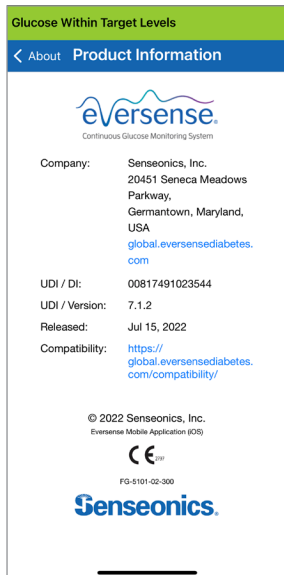 Glucose Within Target Levels
About Product Information
eversense.
Continuous Glucose Monitoring System
Company: Senseonics, Inc.
20451 Seneca Meadows
Parkway,
Germantown, Maryland,
USA
global.eversensediabetes.
com
UDI / DI: 00817491023544
UDI / Version: 7.1.2
Released: Jul 15, 2022
Compatibility: https://
global.eversensediabetes.
com/compatibility/
© 2022 Senseonics, Inc.
Eversense Mobile Application (iOS)
CE 2797
FG-5101-02-300
Senseonics.